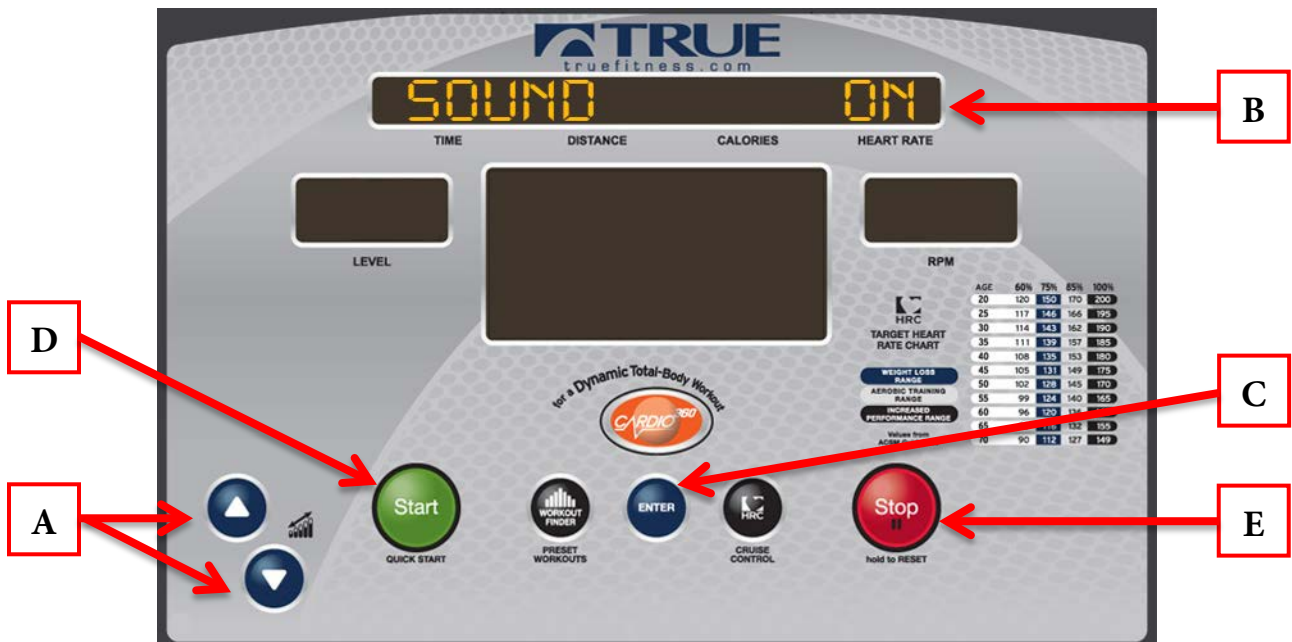 TRUE
truefitness.com
SOUND ON
B
TIME DISTANCE CALORIES HEART RATE
LEVEL
RPM
D
HRC
TARGET HEART
RATE CHART
WEIGHT LOSS
RANGE
AEROBIC TRAINING
RANGE
INCREASED
PERFORMANCE RANGE
Values from
AGE 60% 75% 85% 100%
20 120 150 170 200
25 117 146 166 195
30 114 143 162 190
35 111 139 157 185
40 108 135 153 180
45 105 131 149 175
50 102 128 145 170
55 99 124 140 165
60 96 120
65 132 155
70 90 112 127 149
C
for a Dynamic Total-Body Workout
CARDIO 360
A
Start
QUICK START
WORKOUT
FINDER
PRESET
WORKOUTS
ENTER
HRC
CRUISE
CONTROL
Stop
hold to RESET
E